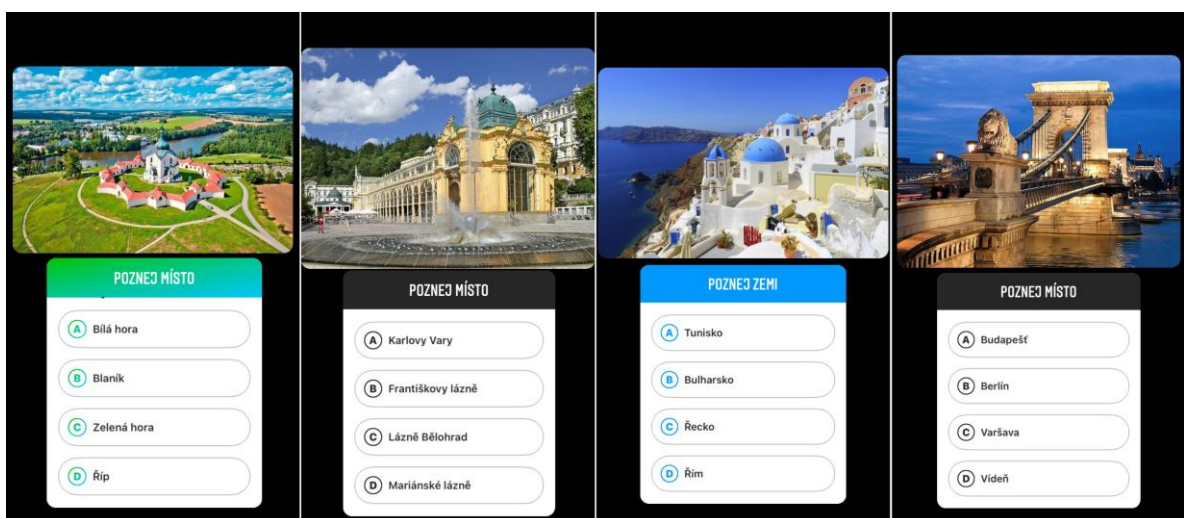 POZNEJ MÍSTO
A Bílá hora
B Blaník
C Zelená hora
D Říp
POZNEJ MÍSTO
A Karlovy Vary
B Františkovy lázně
C Lázně Bělohrad
D Mariánské lázně
POZNEJ ZEMI
A Tunisko
B Bulharsko
C Řecko
D Řím
POZNEJ MÍSTO
A Budapešť
B Berlín
C Varšava
D Vídeň